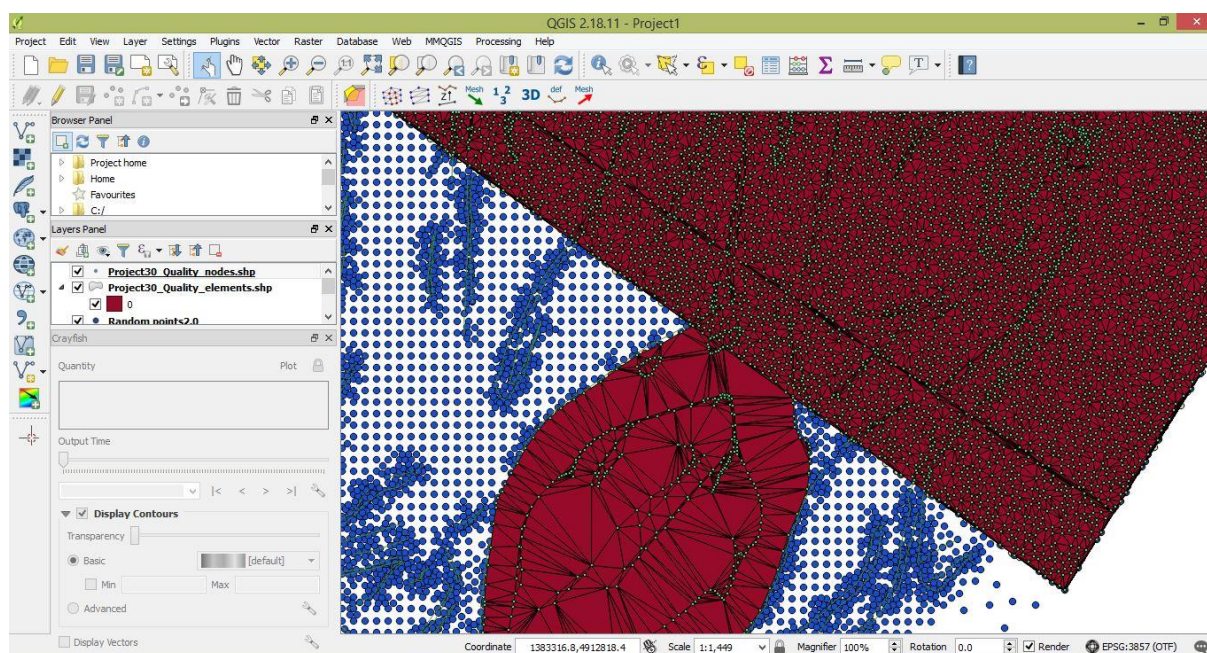 QGIS 2.18.11 - Project1
Project Edit View Layer Settings Plugins Vector Raster Database Web MMQGIS Processing Help
Mesh 1 2 3 3D def Mesh
Browser Panel
Project home
Home
Favourites
C:/
Layers Panel
Project30_Quality_nodes.shp
Project30_Quality_elements.shp
0
Random points2.0
Crayfish
Quantity Plot
Output Time
|< < > >|
Display Contours
Transparency
Basic [default]
Min Max
Advanced
Display Vectors
Coordinate 1383316.8,4912818.4 Scale 1:1,449 Magnifier 100% Rotation 0.0 Render EPSG:3857 (OTF)